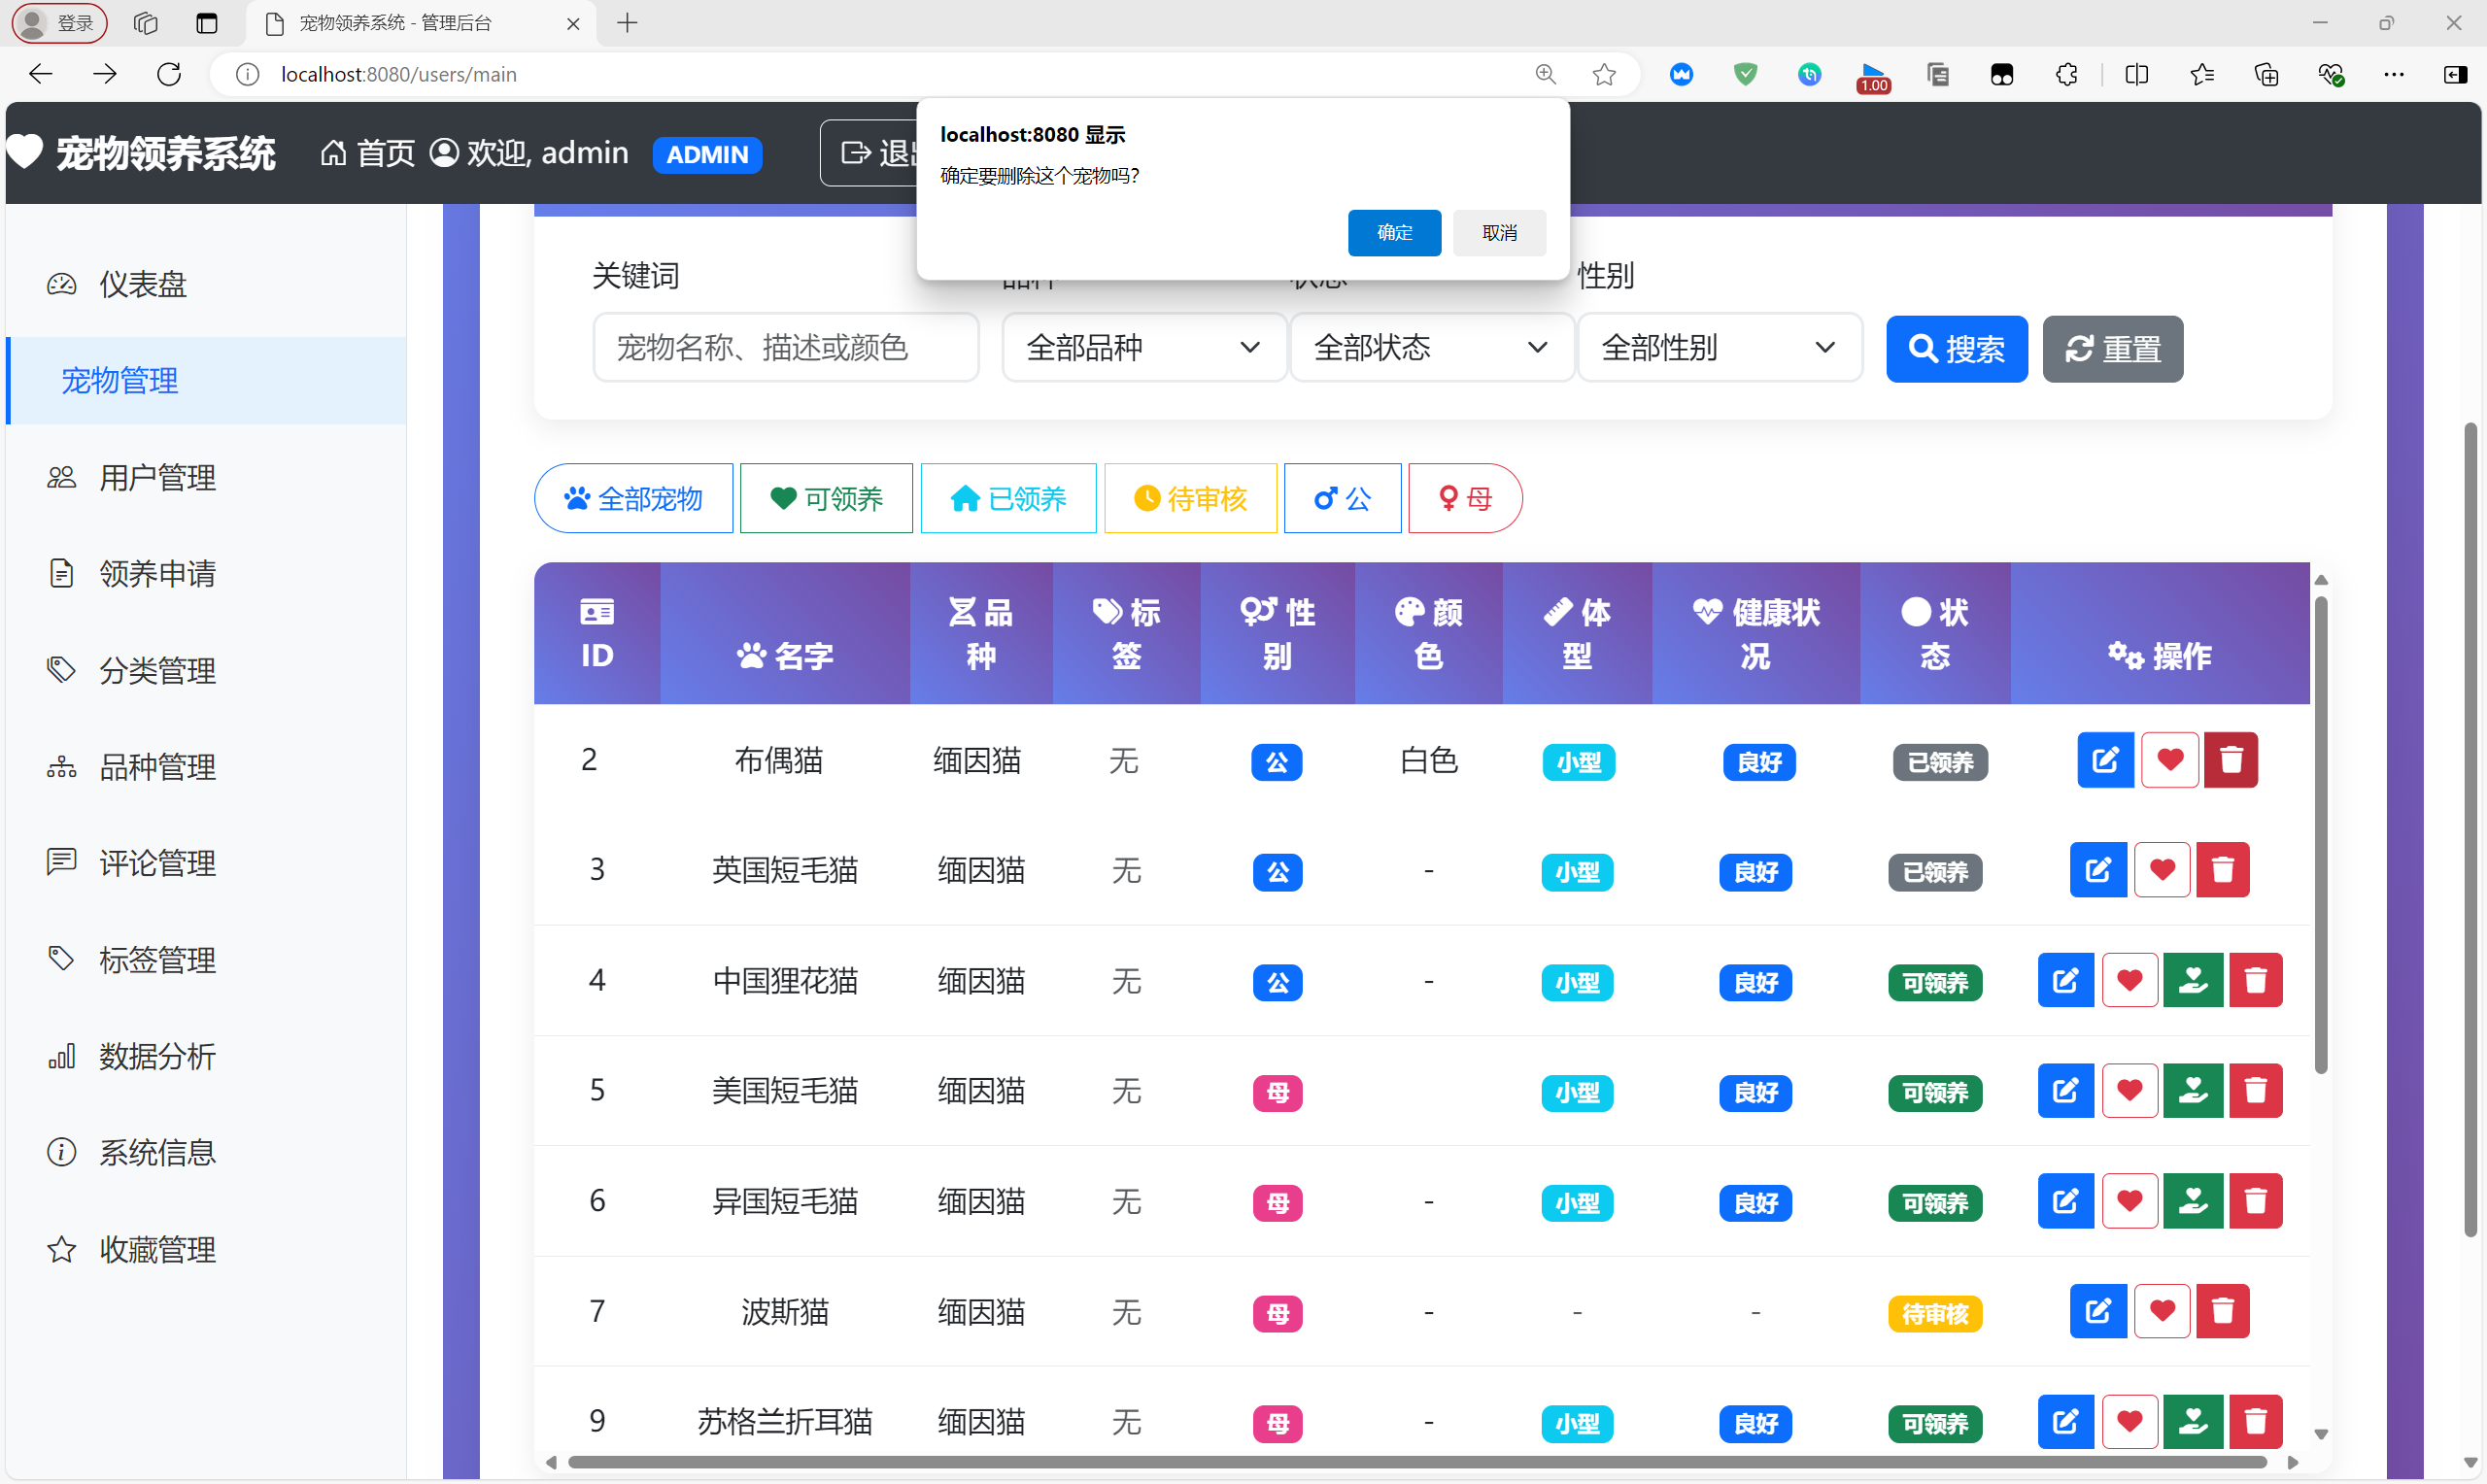 登录
宠物领养系统 - 管理后台
localhost:8080/users/main
1.00
宠物领养系统
首页
欢迎, admin
ADMIN
localhost:8080 显示
确定要删除这个宠物吗?
确定 取消
仪表盘
宠物管理
用户管理
领养申请
分类管理
品种管理
评论管理
标签管理
数据分析
系统信息
收藏管理
关键词 品种 状态 性别
宠物名称、描述或颜色 全部品种 全部状态 全部性别 搜索 重置
全部宠物 可领养 已领养 待审核 公 母
ID 名字 品种 标签 性别 颜色 体型 健康状况 状态 操作
2 布偶猫 缅因猫 无 公 白色 小型 良好 已领养
3 英国短毛猫 缅因猫 无 公 - 小型 良好 已领养
4 中国狸花猫 缅因猫 无 公 - 小型 良好 可领养
5 美国短毛猫 缅因猫 无 母 小型 良好 可领养
6 异国短毛猫 缅因猫 无 母 - 小型 良好 可领养
7 波斯猫 缅因猫 无 母 - - - 待审核
9 苏格兰折耳猫 缅因猫 无 母 - 小型 良好 可领养